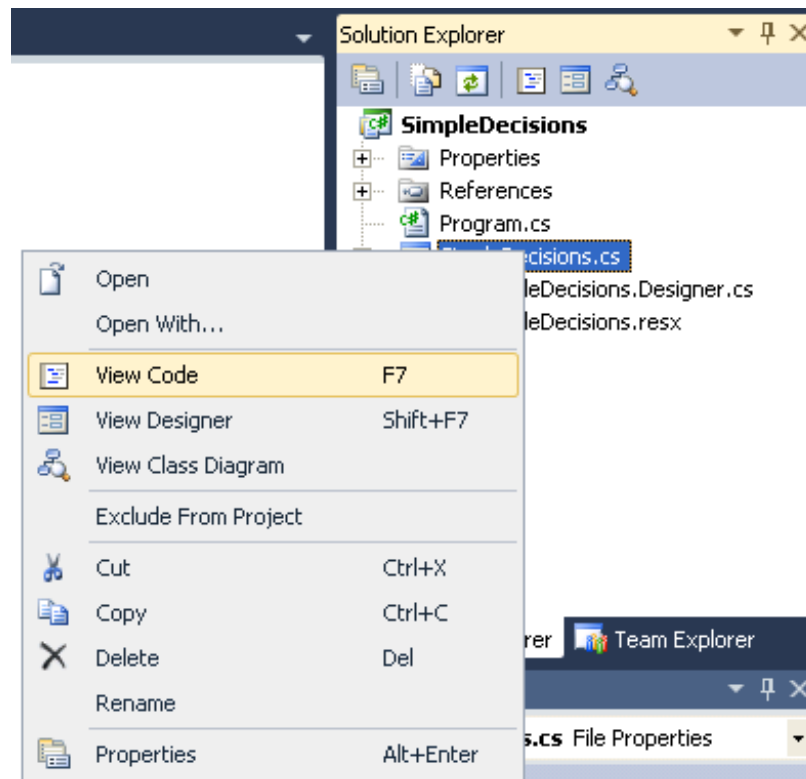 Solution Explorer
SimpleDecisions
Properties
References
Program.cs
cisions.cs
leDecisions.Designer.cs
leDecisions.resx
Open
Open With...
View Code F7
View Designer Shift+F7
View Class Diagram
Exclude From Project
Cut Ctrl+X
Copy Ctrl+C
Delete Del
Rename
Properties Alt+Enter
rer Team Explorer
s.cs File Properties